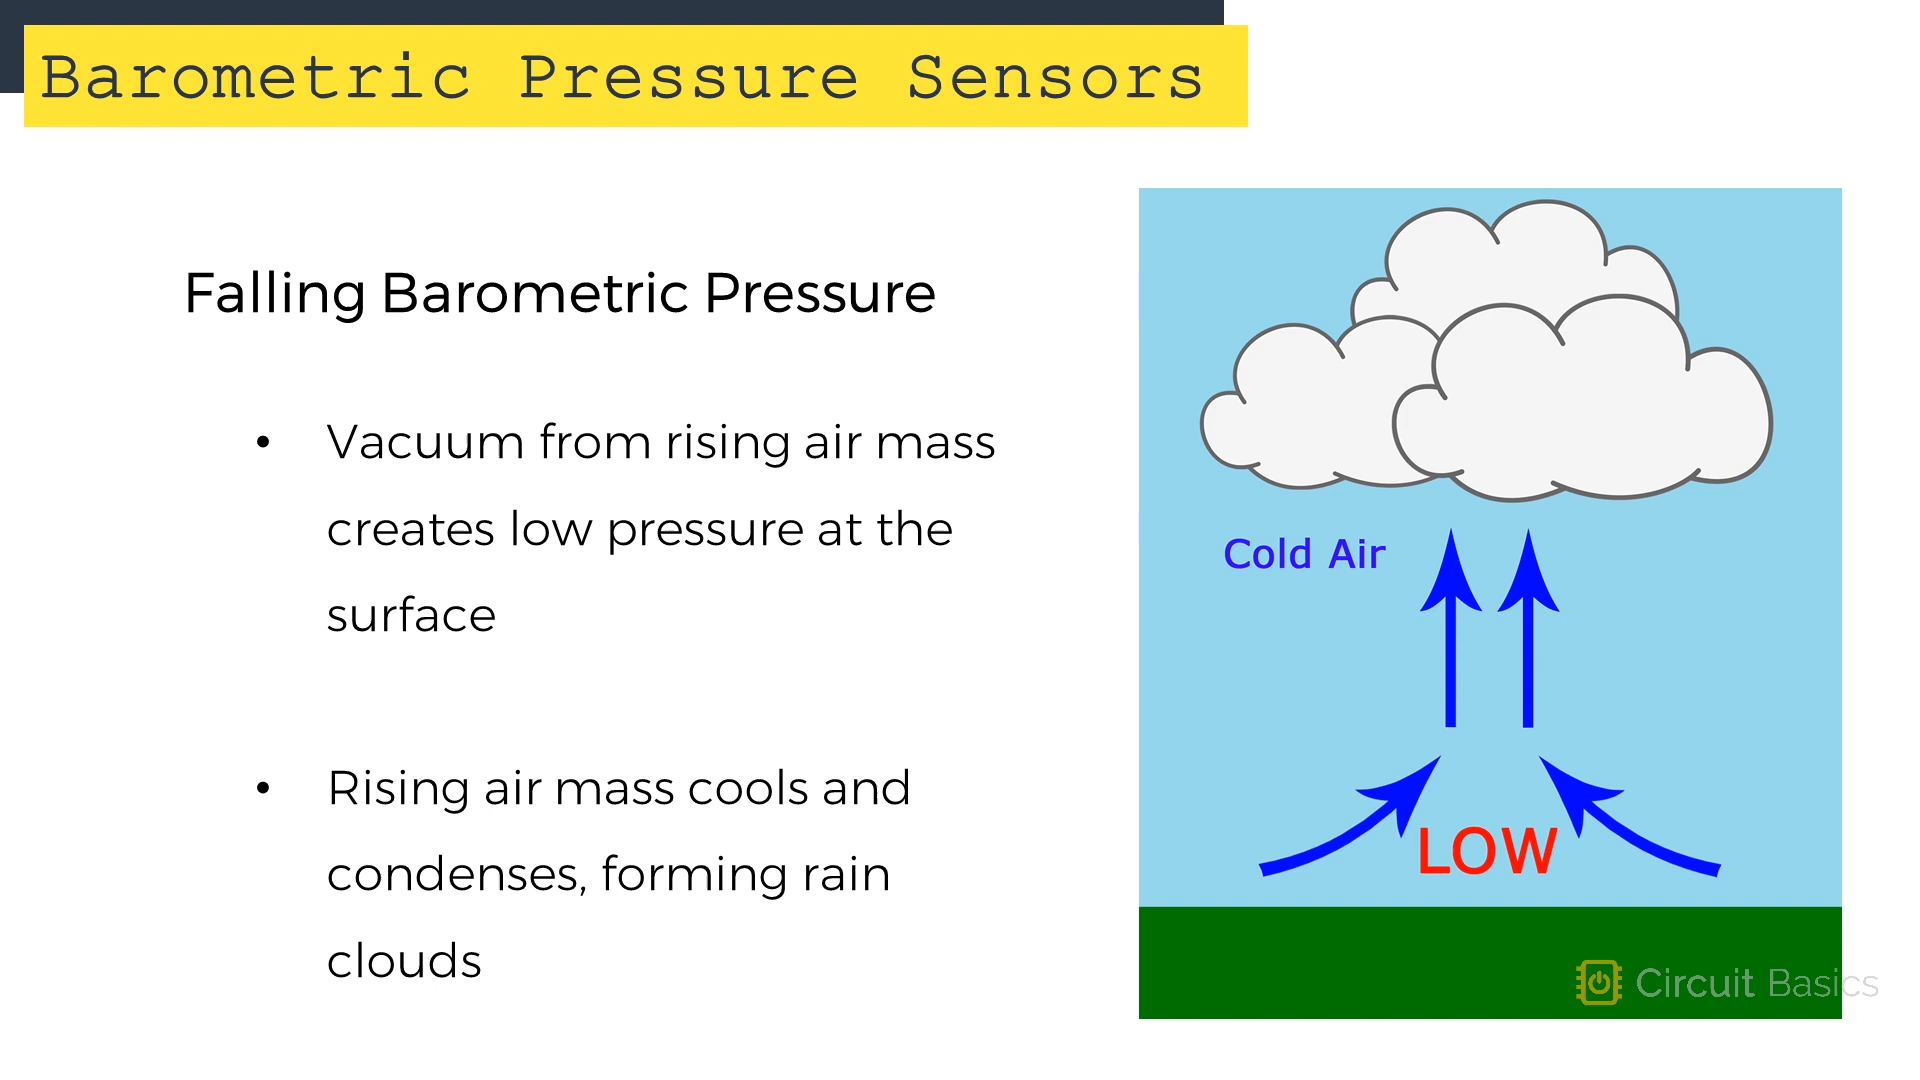 Barometric Pressure Sensors
Falling Barometric Pressure
• Vacuum from rising air mass
creates low pressure at the
surface
• Rising air mass cools and
condenses, forming rain
clouds
Cold Air
LOW
Circuit Basics